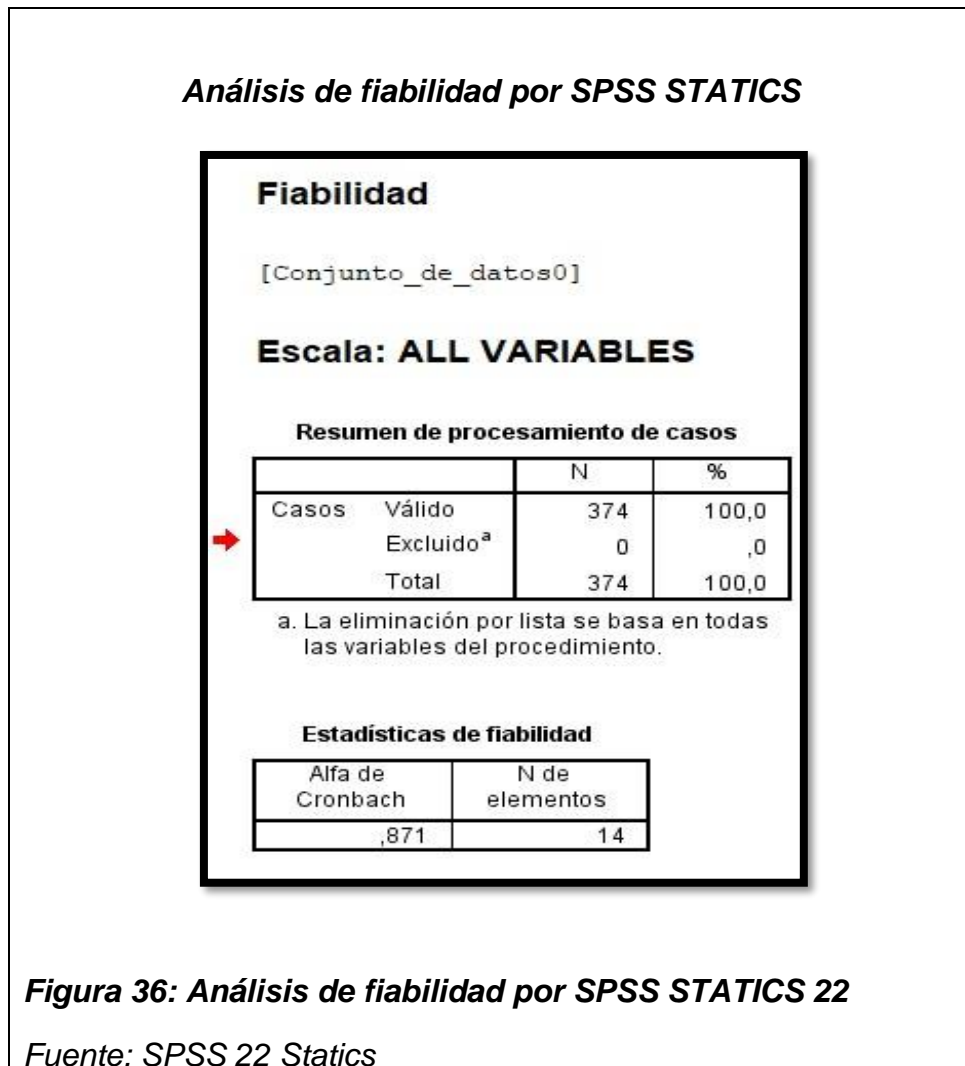 Análisis de fiabilidad por SPSS STATICS
Fiabilidad
[Conjunto_de_datos0]
Escala: ALL VARIABLES
Resumen de procesamiento de casos
N %
Casos Válido 374 100,0
Excluido a 0 ,0
Total 374 100,0
a. La eliminación por lista se basa en todas
las variables del procedimiento.
Estadísticas de fiabilidad
Alfa de N de
Cronbach elementos
,871 14
Figura 36: Análisis de fiabilidad por SPSS STATICS 22
Fuente: SPSS 22 Statics